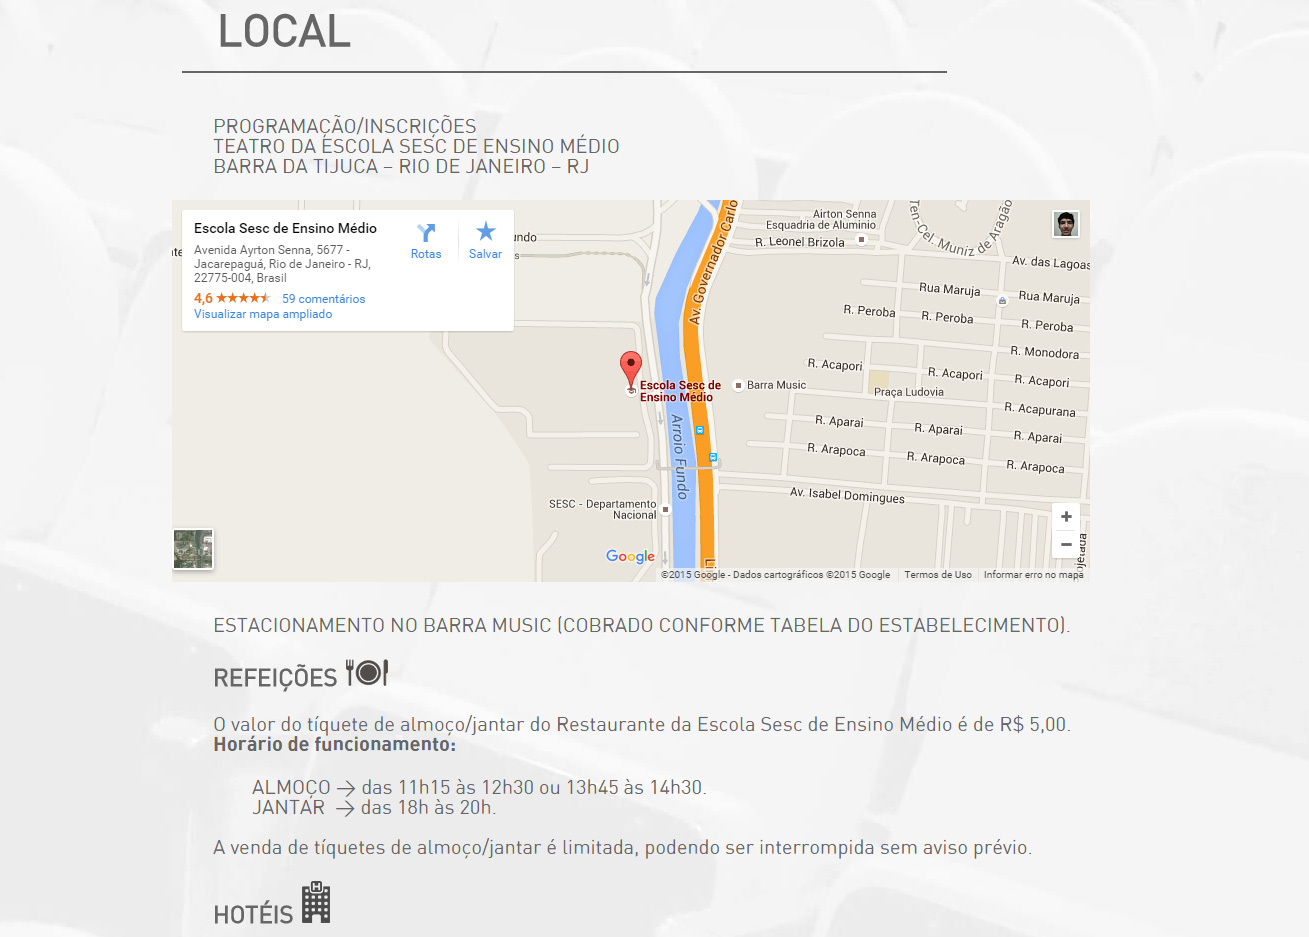 LOCAL
PROGRAMAÇÃO/INSCRIÇÕES
TEATRO DA ESCOLA SESC DE ENSINO MÉDIO
BARRA DA TIJUCA – RIO DE JANEIRO – RJ
Escola Sesc de Ensino Médio
Avenida Ayrton Senna, 5677 -
Jacarepaguá, Rio de Janeiro - RJ,
22775-004, Brasil
4,6
59 comentários
Visualizar mapa ampliado
Rotas
Salvar
Airton Senna
Esquadria de Aluminio
R. Leonel Brizola
Ten-Cel. Muniz de Aragão
Av. das Lagoas
Av. Governador Carlo
Rua Maruja
Rua Maruja
R. Peroba
R. Peroba
R. Peroba
R. Monodora
R. Acapori
R. Acapori
R. Acapori
Escola Sesc de
Ensino Médio
Barra Music
Praça Ludovia
R. Acapurana
R. Aparai
R. Aparai
R. Aparai
Arroio Fundo
R. Arapoca
R. Arapoca
R. Arapoca
Av. Isabel Domingues
SESC - Departamento
Nacional
+
−
Google
©2015 Google - Dados cartográficos ©2015 Google
Termos de Uso
Informar erro no mapa
ESTACIONAMENTO NO BARRA MUSIC (COBRADO CONFORME TABELA DO ESTABELECIMENTO).
REFEIÇÕES
O valor do tíquete de almoço/jantar do Restaurante da Escola Sesc de Ensino Médio é de R$ 5,00.
Horário de funcionamento:
ALMOÇO → das 11h15 às 12h30 ou 13h45 às 14h30.
JANTAR → das 18h às 20h.
A venda de tíquetes de almoço/jantar é limitada, podendo ser interrompida sem aviso prévio.
HOTÉIS
H